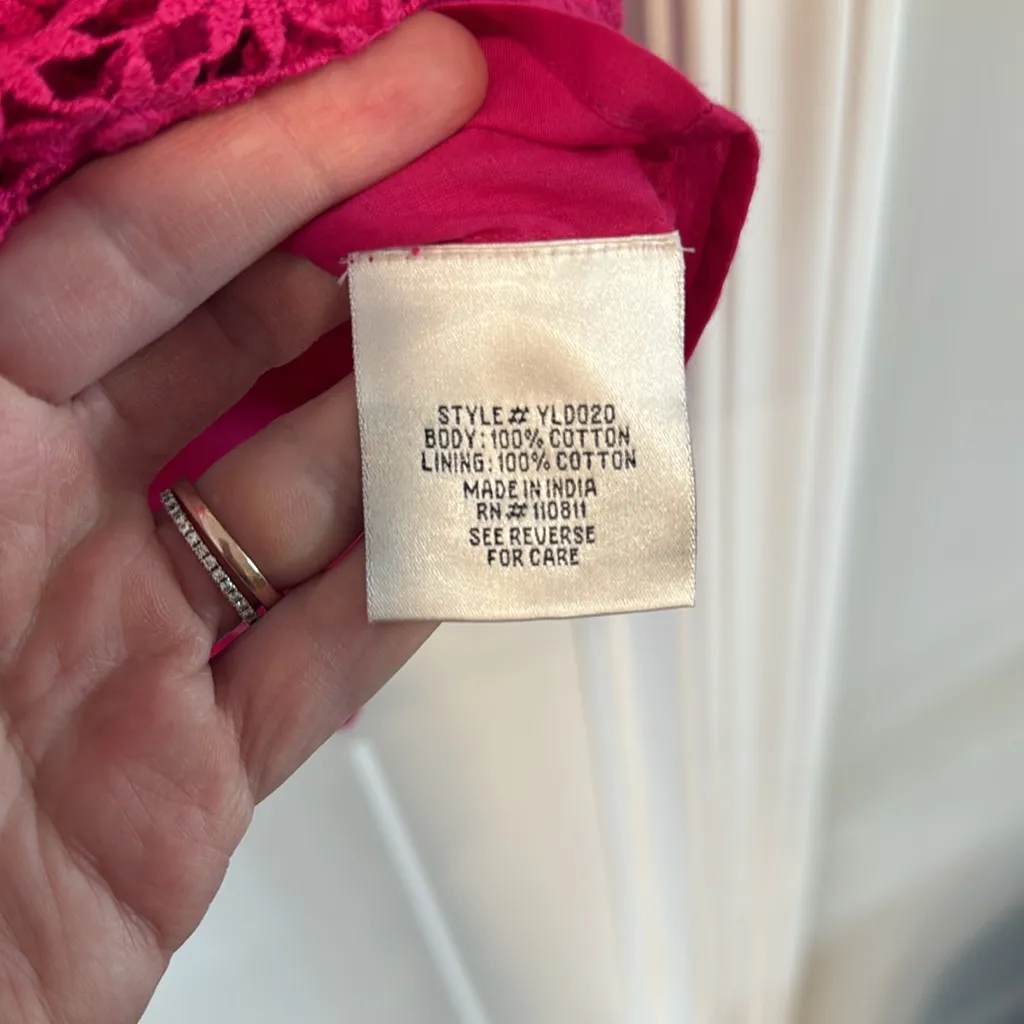 STYLE # YLD020
BODY: 100% COTTON
LINING: 100% COTTON
MADE IN INDIA
RN # 110811
SEE REVERSE
FOR CARE